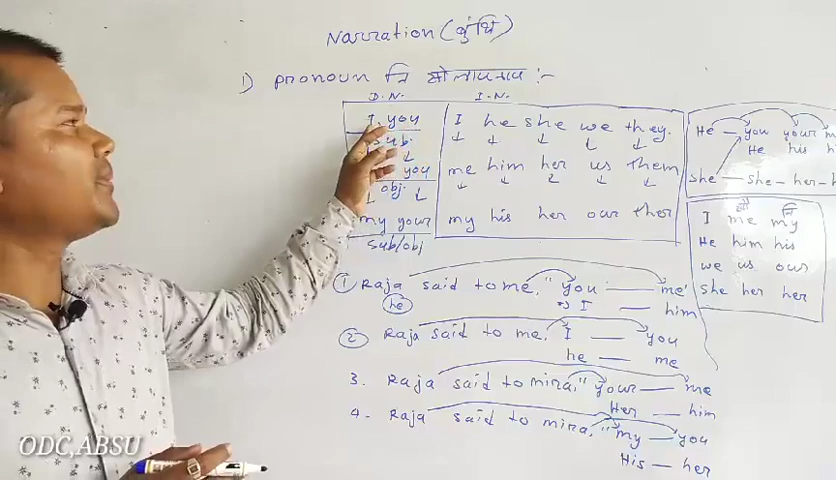 Narration (
1) Pronoun नि
D.N. I.N.
I, you I he she we they.
sub.
you me him her us them
obj.
my your my his her our ther
sub/obj
He — you your
He his
she — she - her -
I me my
He him his
we us our
She her her
1 Raja said to me, "you —— me'
he => I —— him
2 Raja said to me, I —— you
he —— me
3. Raja said to mina, "your —— me
Her —— him
4. Raja said to mina, "my —— you
His — her
ODC, ABSU